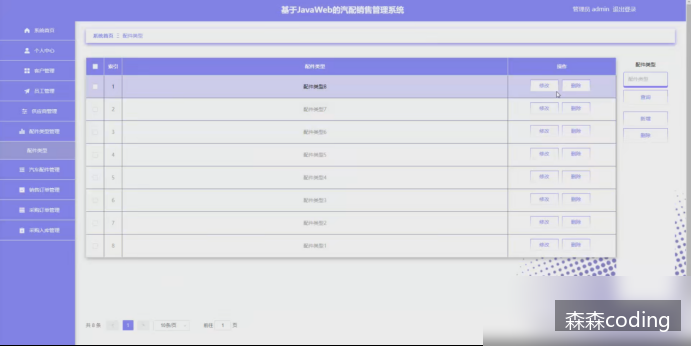 基于JavaWeb的汽配销售管理系统
管理员 admin 退出登录
系统首页
个人中心
客户管理
员工管理
供应商管理
配件类型管理
配件类型
汽车配件管理
销售订单管理
采购订单管理
采购入库管理
系统首页 | 配件类型
索引 配件类型 操作
1 配件类型8 修改 删除
2 配件类型7 修改 删除
3 配件类型6 修改 删除
4 配件类型5 修改 删除
5 配件类型4 修改 删除
6 配件类型3 修改 删除
7 配件类型2 修改 删除
8 配件类型1 修改 删除
配件类型
配件类型
查询
新增
删除
共 8 条 1 10条/页 前往 1 页
森森coding